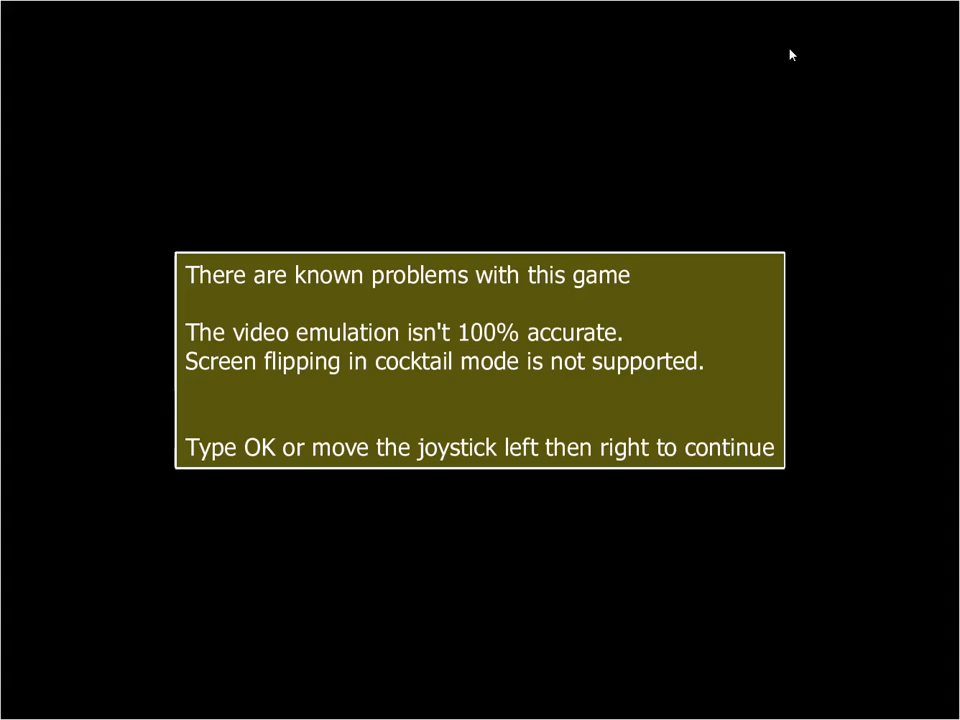 There are known problems with this game
The video emulation isn't 100% accurate.
Screen flipping in cocktail mode is not supported.
Type OK or move the joystick left then right to continue